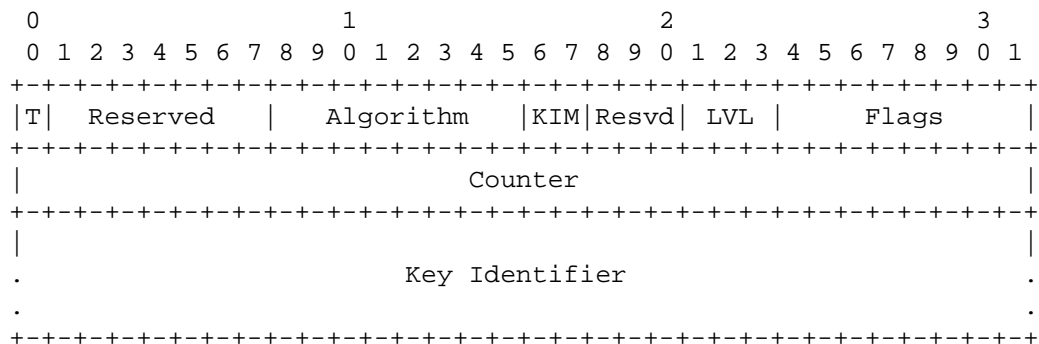 0                   1                   2                   3
 0 1 2 3 4 5 6 7 8 9 0 1 2 3 4 5 6 7 8 9 0 1 2 3 4 5 6 7 8 9 0 1
+-+-+-+-+-+-+-+-+-+-+-+-+-+-+-+-+-+-+-+-+-+-+-+-+-+-+-+-+-+-+-+-+
|T|  Reserved   |   Algorithm   |KIM|Resvd| LVL |     Flags     |
+-+-+-+-+-+-+-+-+-+-+-+-+-+-+-+-+-+-+-+-+-+-+-+-+-+-+-+-+-+-+-+-+
|                            Counter                            |
+-+-+-+-+-+-+-+-+-+-+-+-+-+-+-+-+-+-+-+-+-+-+-+-+-+-+-+-+-+-+-+-+
|                                                               |
.                        Key Identifier                         .
.                                                               .
+-+-+-+-+-+-+-+-+-+-+-+-+-+-+-+-+-+-+-+-+-+-+-+-+-+-+-+-+-+-+-+-+